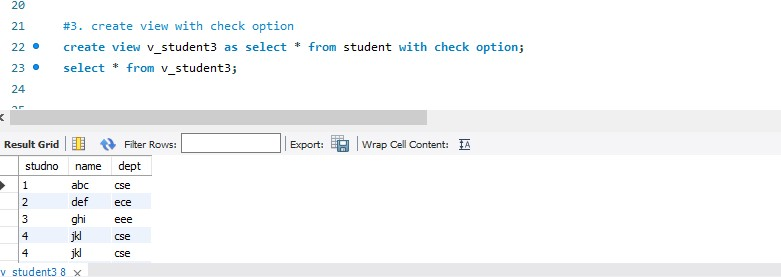 20
21 #3. create view with check option
22 create view v_student3 as select * from student with check option;
23 select * from v_student3;
24
Result Grid Filter Rows: Export: Wrap Cell Content: IA
studno name dept
1 abc cse
2 def ece
3 ghi eee
4 jkl cse
4 jkl cse
v_student3 8 ×